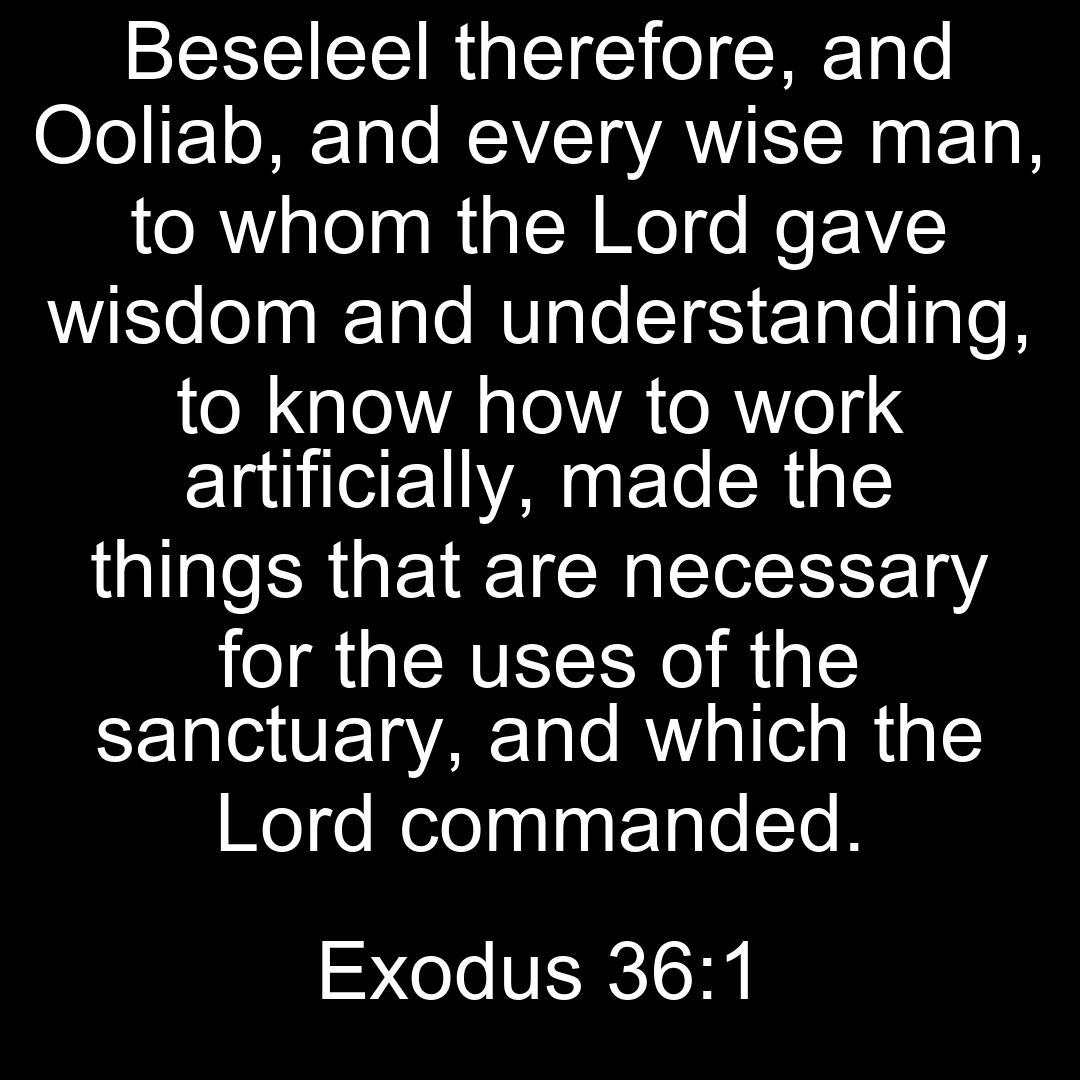 Beseleel therefore, and
Ooliab, and every wise man,
to whom the Lord gave
wisdom and understanding,
to know how to work
artificially, made the
things that are necessary
for the uses of the
sanctuary, and which the
Lord commanded.
Exodus 36:1